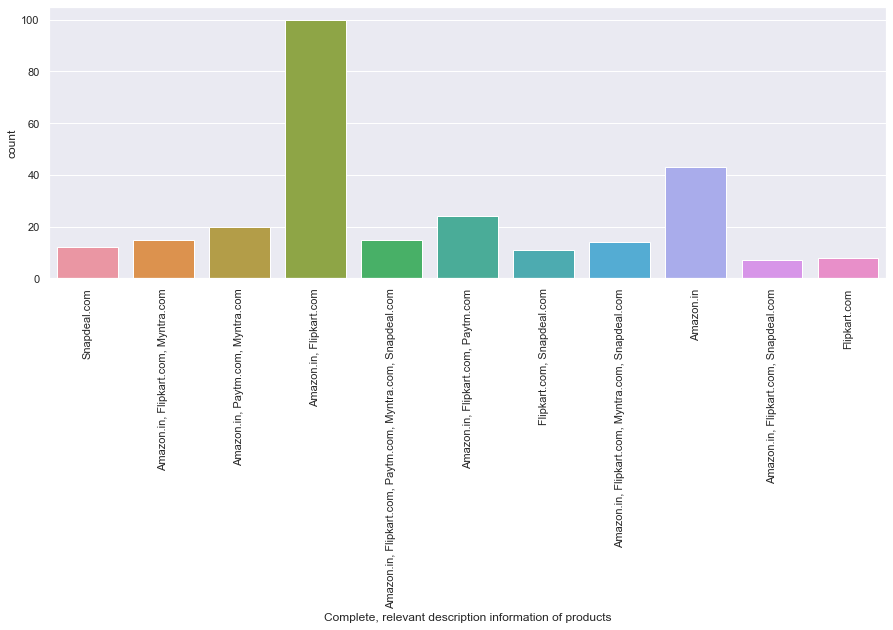 100
80
60
40
20
0
count
Snapdeal.com
Amazon.in, Flipkart.com, Myntra.com
Amazon.in, Paytm.com, Myntra.com
Amazon.in, Flipkart.com
Amazon.in, Flipkart.com, Paytm.com, Myntra.com, Snapdeal.com
Amazon.in, Flipkart.com, Paytm.com
Flipkart.com, Snapdeal.com
Amazon.in, Flipkart.com, Myntra.com, Snapdeal.com
Amazon.in
Amazon.in, Flipkart.com, Snapdeal.com
Flipkart.com
Complete, relevant description information of products